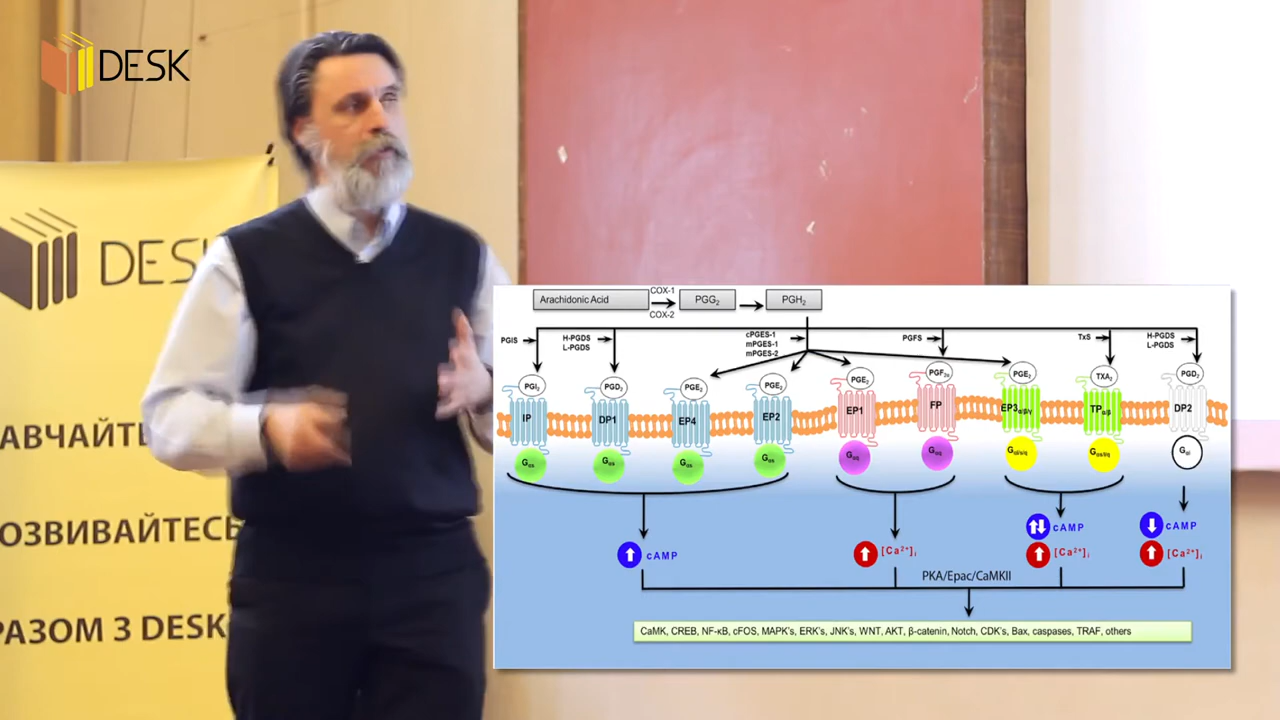 DESK
DES
АВЧАЙТЕ
ОЗВИВАЙТЕСЬ
РАЗОМ З DESK
COX-1
Arachidonic Acid
PGG2
PGH2
COX-2
PGIS
H-PGDS
L-PGDS
cPGES-1
mPGES-1
mPGES-2
PGFS
TxS
H-PGDS
L-PGDS
PGI2
PGD2
PGE2
PGE2
PGE2
PGF2α
PGE2
TXA2
PGD2
IP
DP1
EP4
EP2
EP1
FP
EP3α/β/γ
TPα/β
DP2
Gαs
Gαs
Gαs
Gαs
Gαq
Gαq
Gαi/s/q
Gαs/i/q
Gαi
cAMP
[Ca2+]i
cAMP
[Ca2+]i
cAMP
[Ca2+]i
PKA/Epac/CaMKII
CaMK, CREB, NF-κB, cFOS, MAPK's, ERK's, JNK's, WNT, AKT, β-catenin, Notch, CDK's, Bax, caspases, TRAF, others